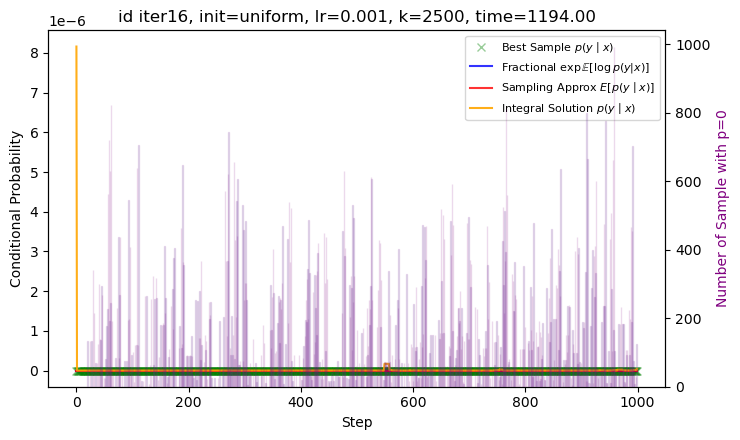 id iter16, init=uniform, lr=0.001, k=2500, time=1194.00
1e−6
8
7
6
5
4
3
2
1
0
Conditional Probability
Best Sample p(y | x)
Fractional exp𝔼[log p(y|x)]
Sampling Approx E[p(y | x)]
Integral Solution p(y | x)
1000
800
600
400
200
0
Number of Sample with p=0
0 200 400 600 800 1000
Step